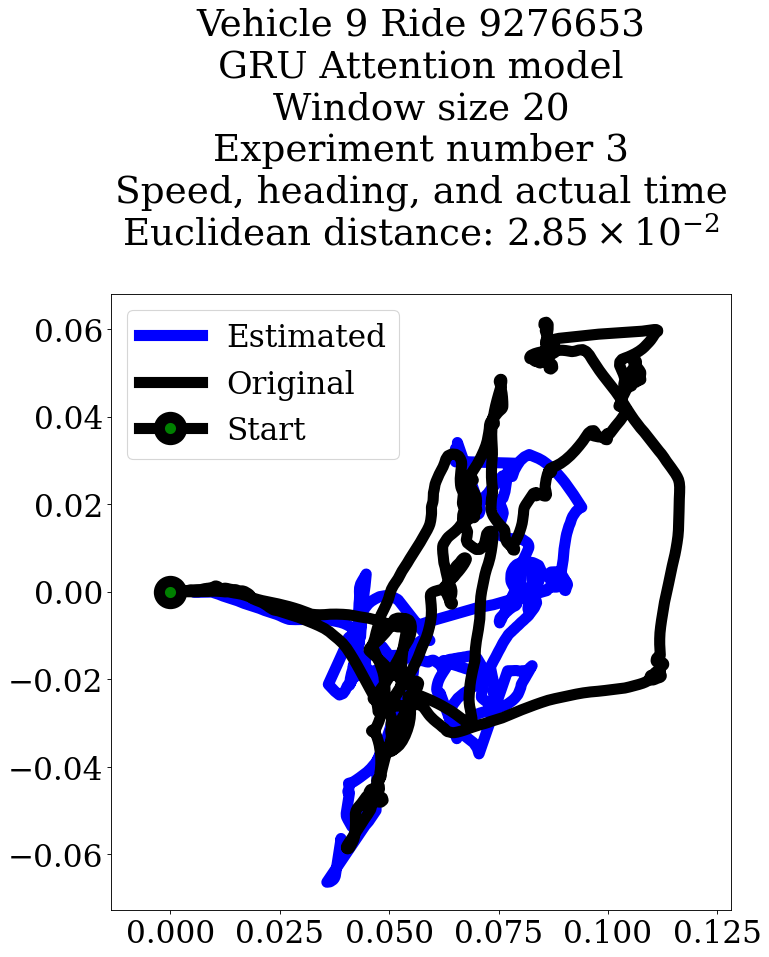 Vehicle 9 Ride 9276653
GRU Attention model
Window size 20
Experiment number 3
Speed, heading, and actual time
Euclidean distance: 2.85 × 10⁻²
Estimated
Original
Start
0.06
0.04
0.02
0.00
−0.02
−0.04
−0.06
0.000 0.025 0.050 0.075 0.100 0.125